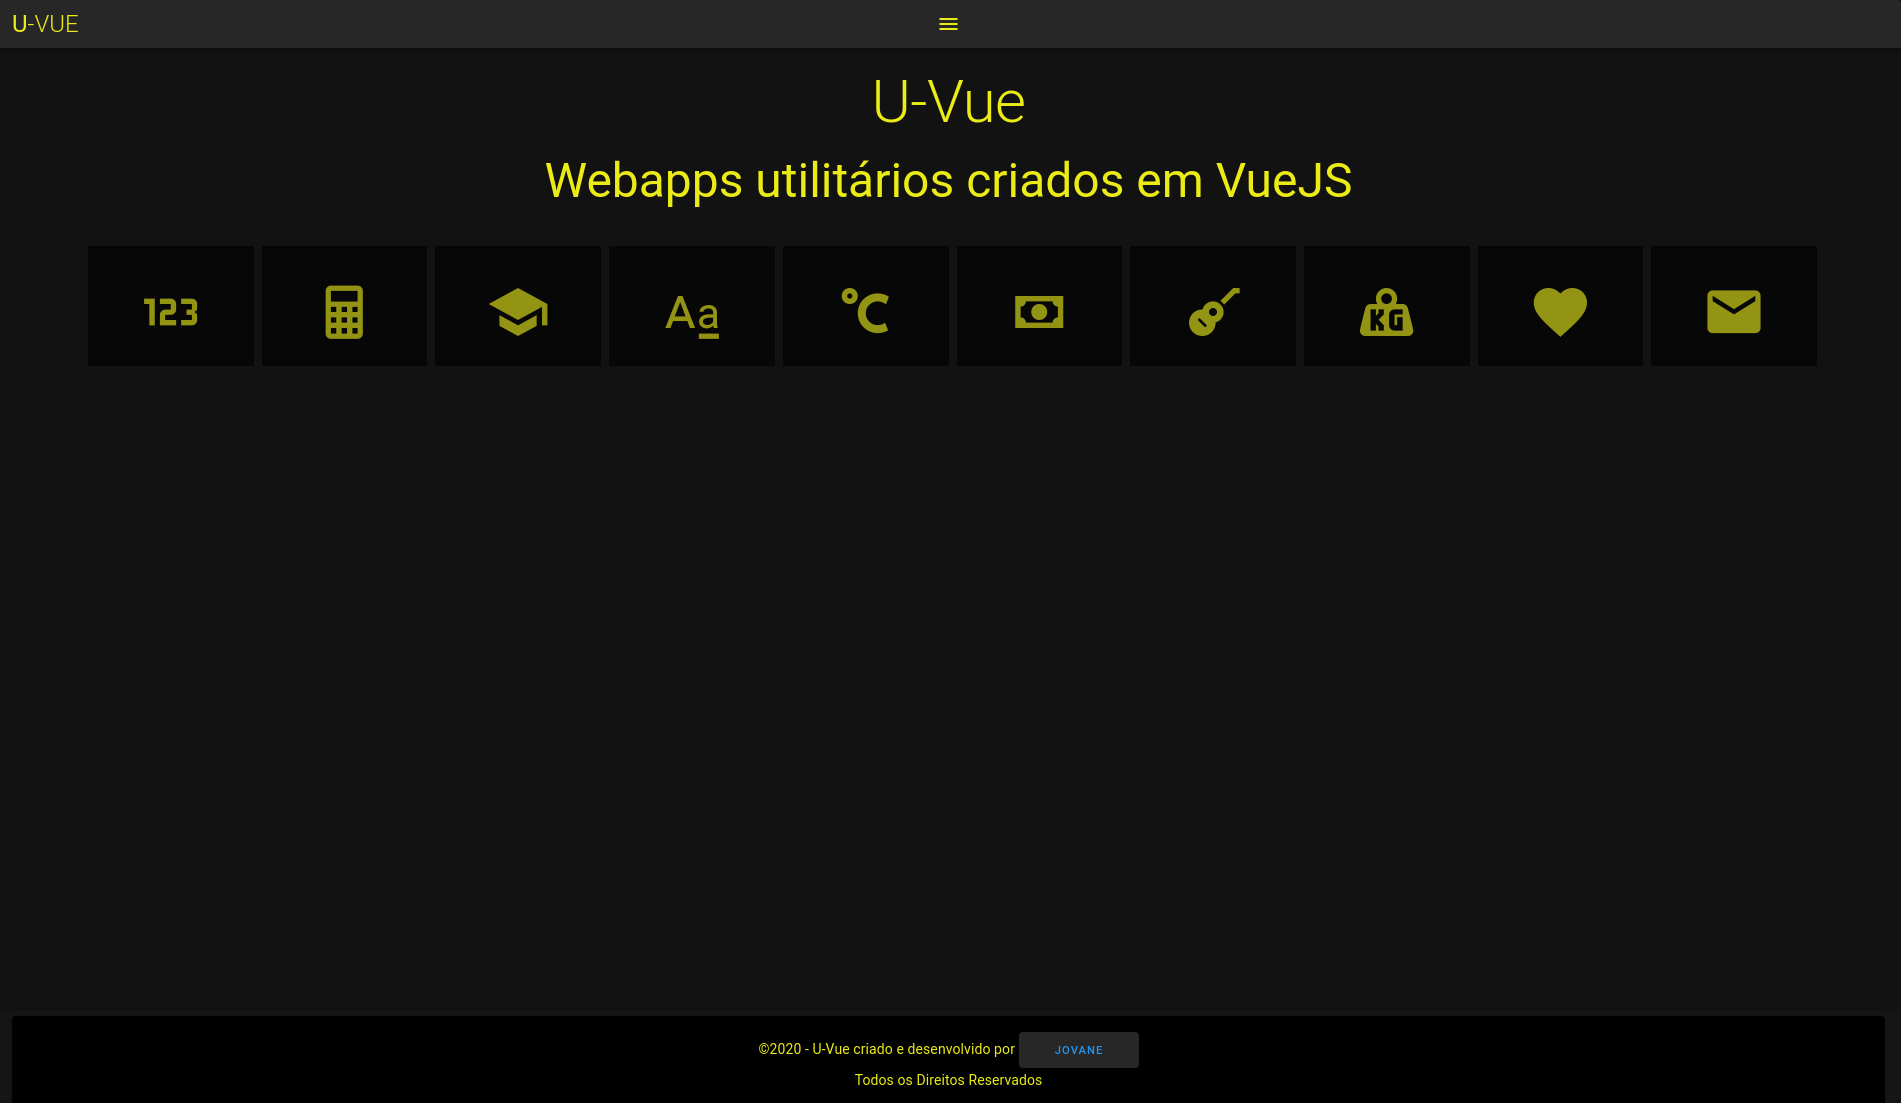 U-VUE
U-Vue
Webapps utilitários criados em VueJS
123 Aa °C KG
©2020 - U-Vue criado e desenvolvido por JOVANE
Todos os Direitos Reservados